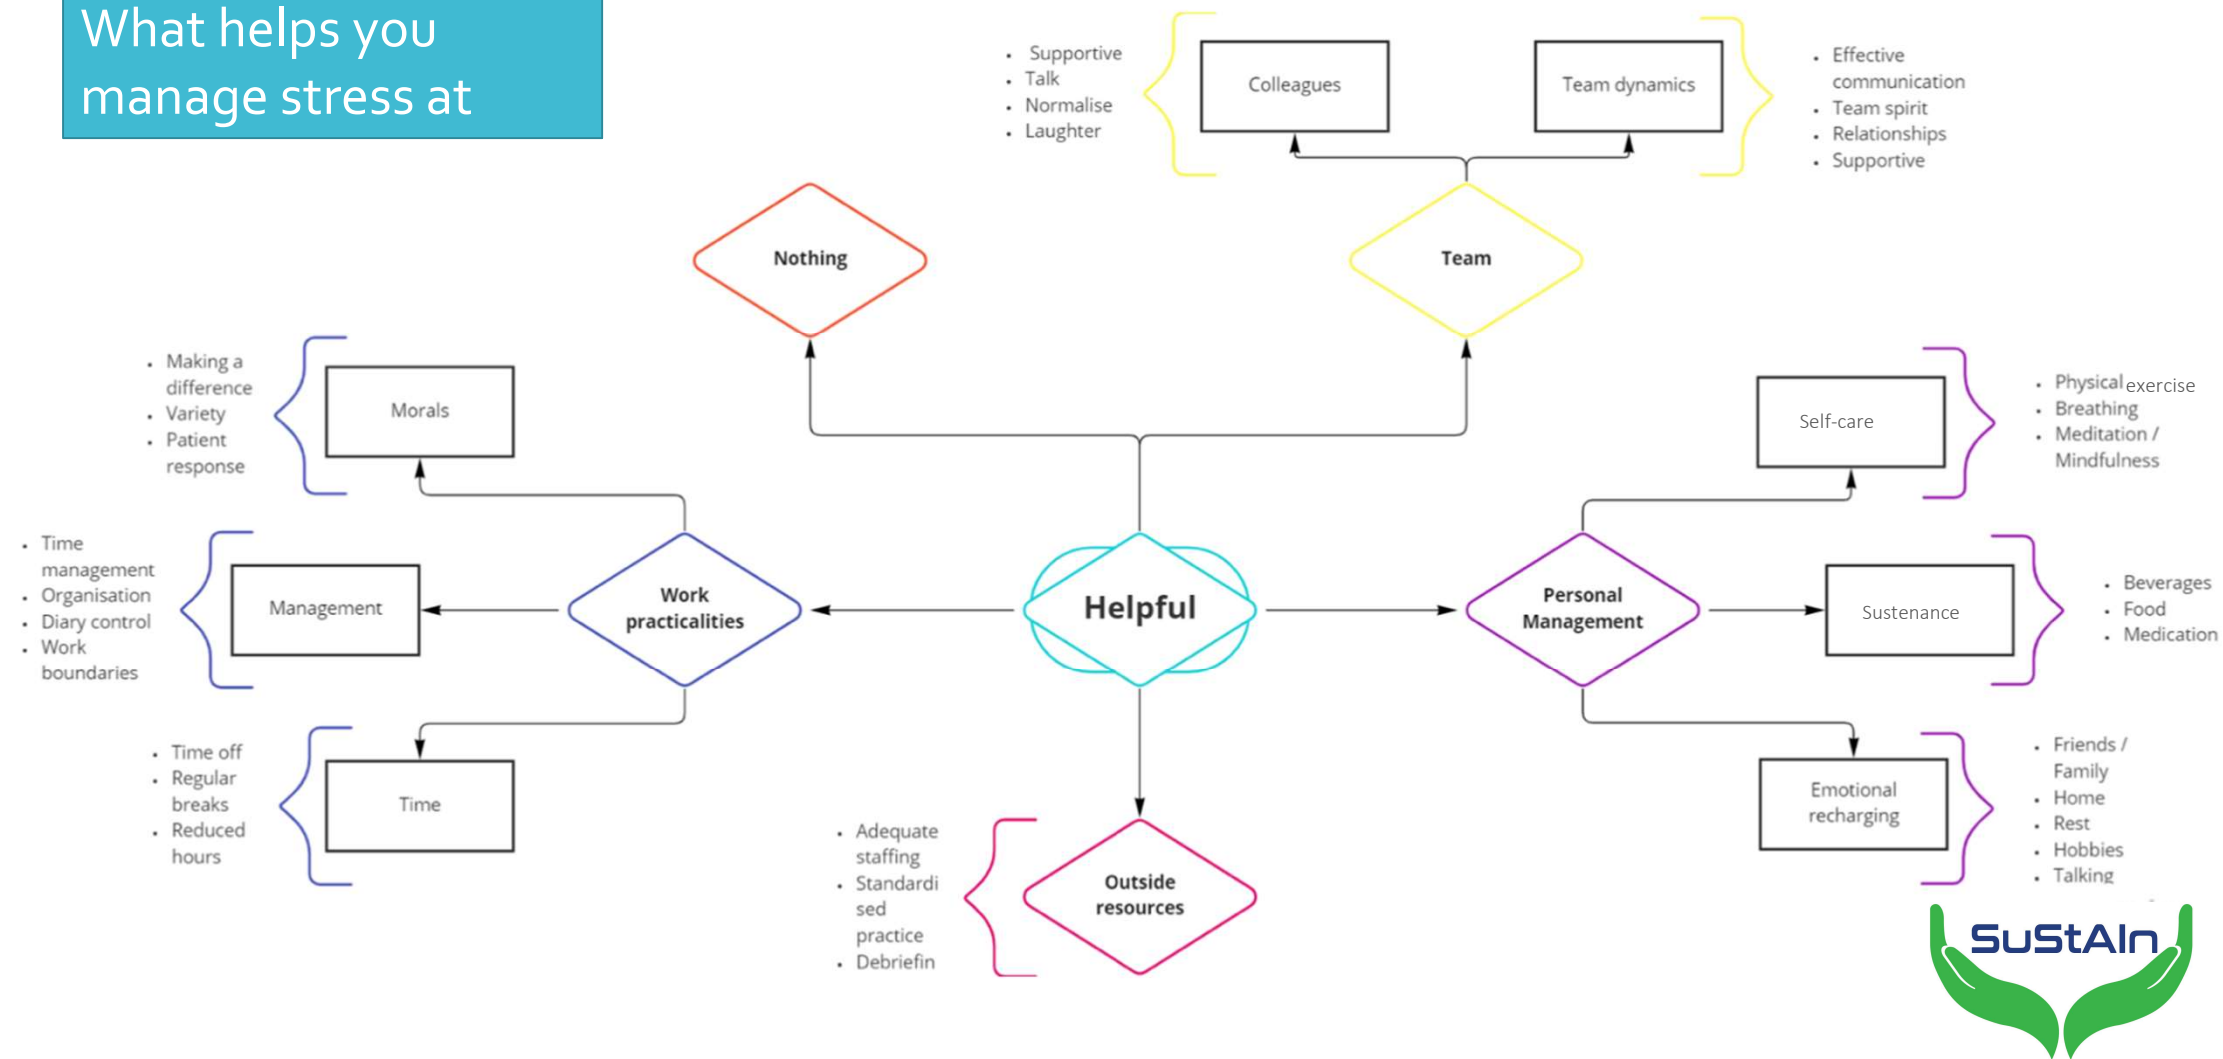 What helps you
manage stress at
• Supportive
• Talk
• Normalise
• Laughter
Colleagues
Team dynamics
• Effective
communication
• Team spirit
• Relationships
• Supportive
Nothing
Team
• Making a
difference
• Variety
• Patient
response
Morals
Self-care
• Physical exercise
• Breathing
• Meditation /
Mindfulness
• Time
management
• Organisation
• Diary control
• Work
boundaries
Management
Work
practicalities
Helpful
Personal
Management
Sustenance
• Beverages
• Food
• Medication
• Time off
• Regular
breaks
• Reduced
hours
Time
Emotional
recharging
• Friends /
Family
• Home
• Rest
• Hobbies
• Talking
• Adequate
staffing
• Standardi
sed
practice
• Debriefin
Outside
resources
SuStAIn